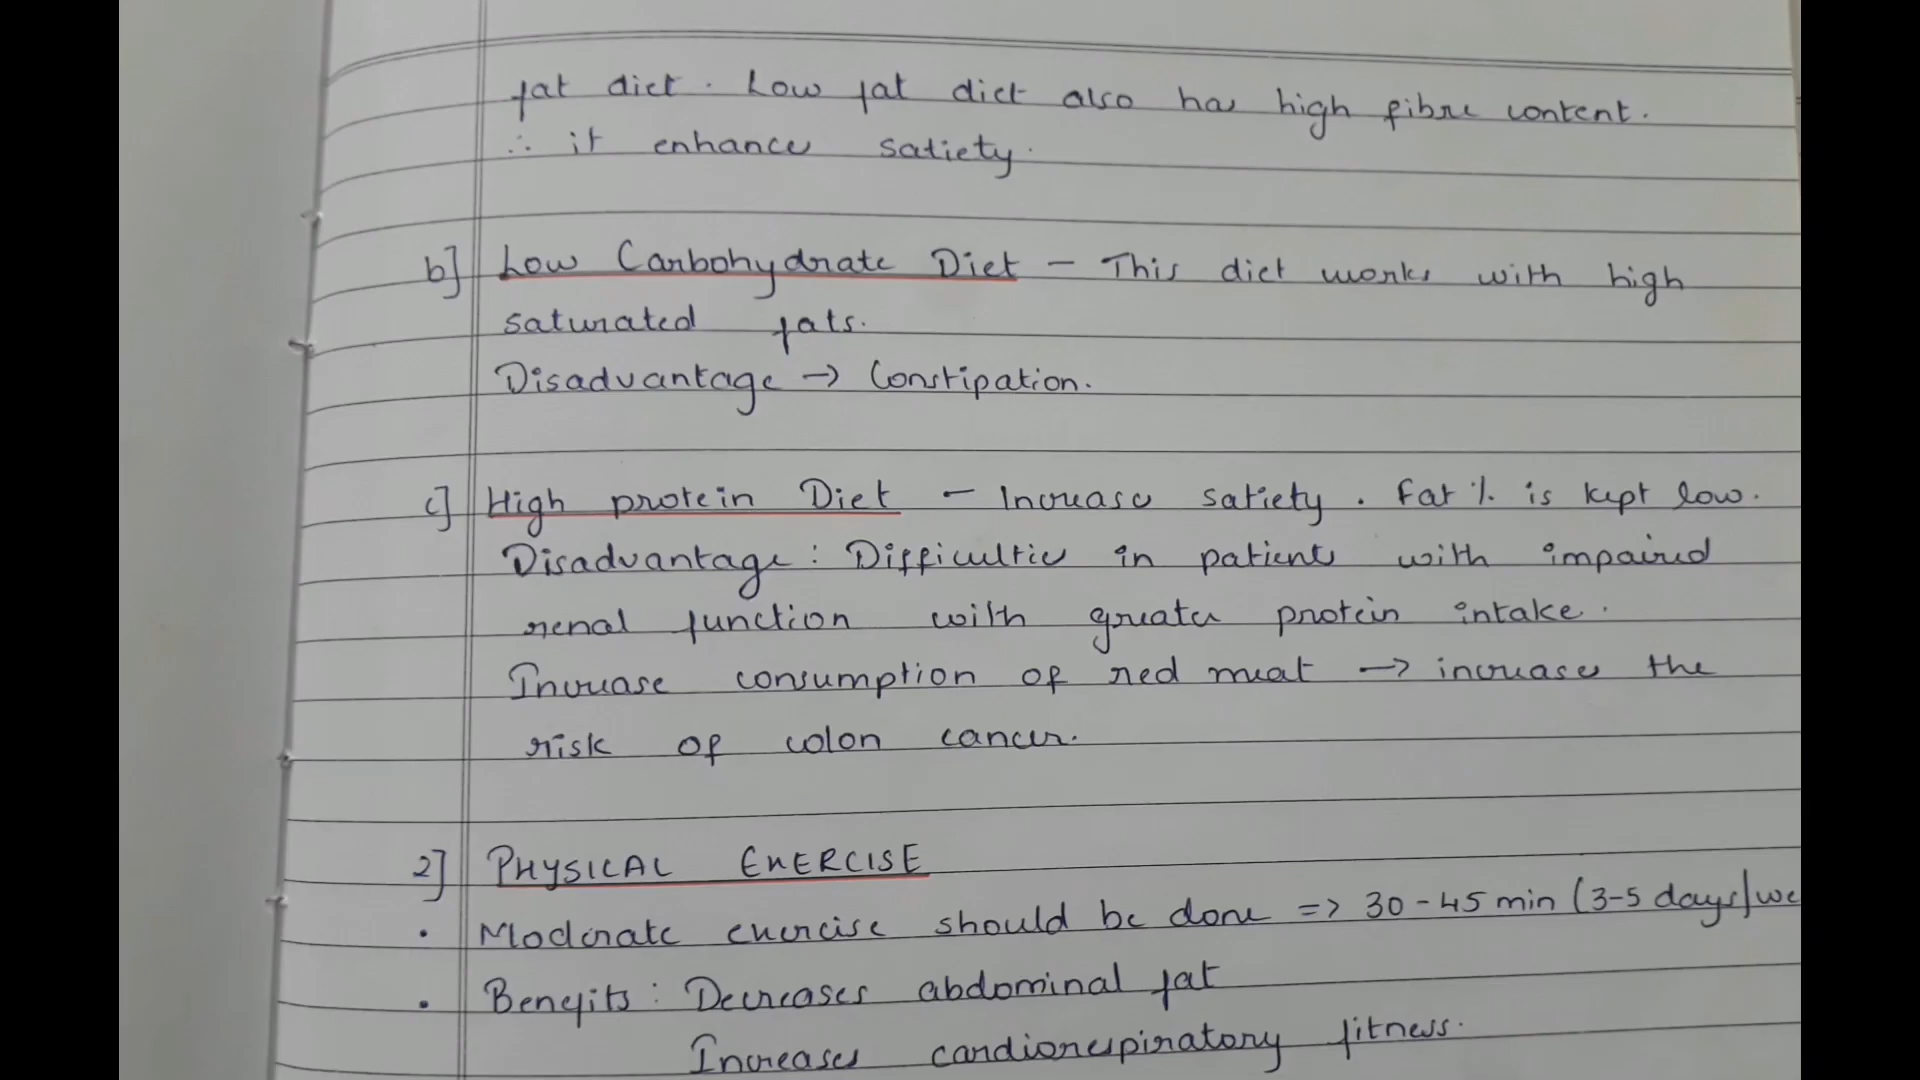 fat diet. Low fat diet also has high fibre content.
∴ it enhance satiety.
b] Low Carbohydrate Diet - This diet works with high
saturated fats.
Disadvantage → Constipation.
c] High protein Diet - Increase satiety. Fat % is kept low.
Disadvantage: Difficultie in patients with impaired
renal function with greater protein intake.
Increase consumption of red meat → increases the
risk of colon cancer.
2] PHYSICAL EXERCISE
• Moderate exercise should be done => 30-45 min (3-5 days/we
• Benefits: Decreases abdominal fat
Increases cardiorespiratory fitness.